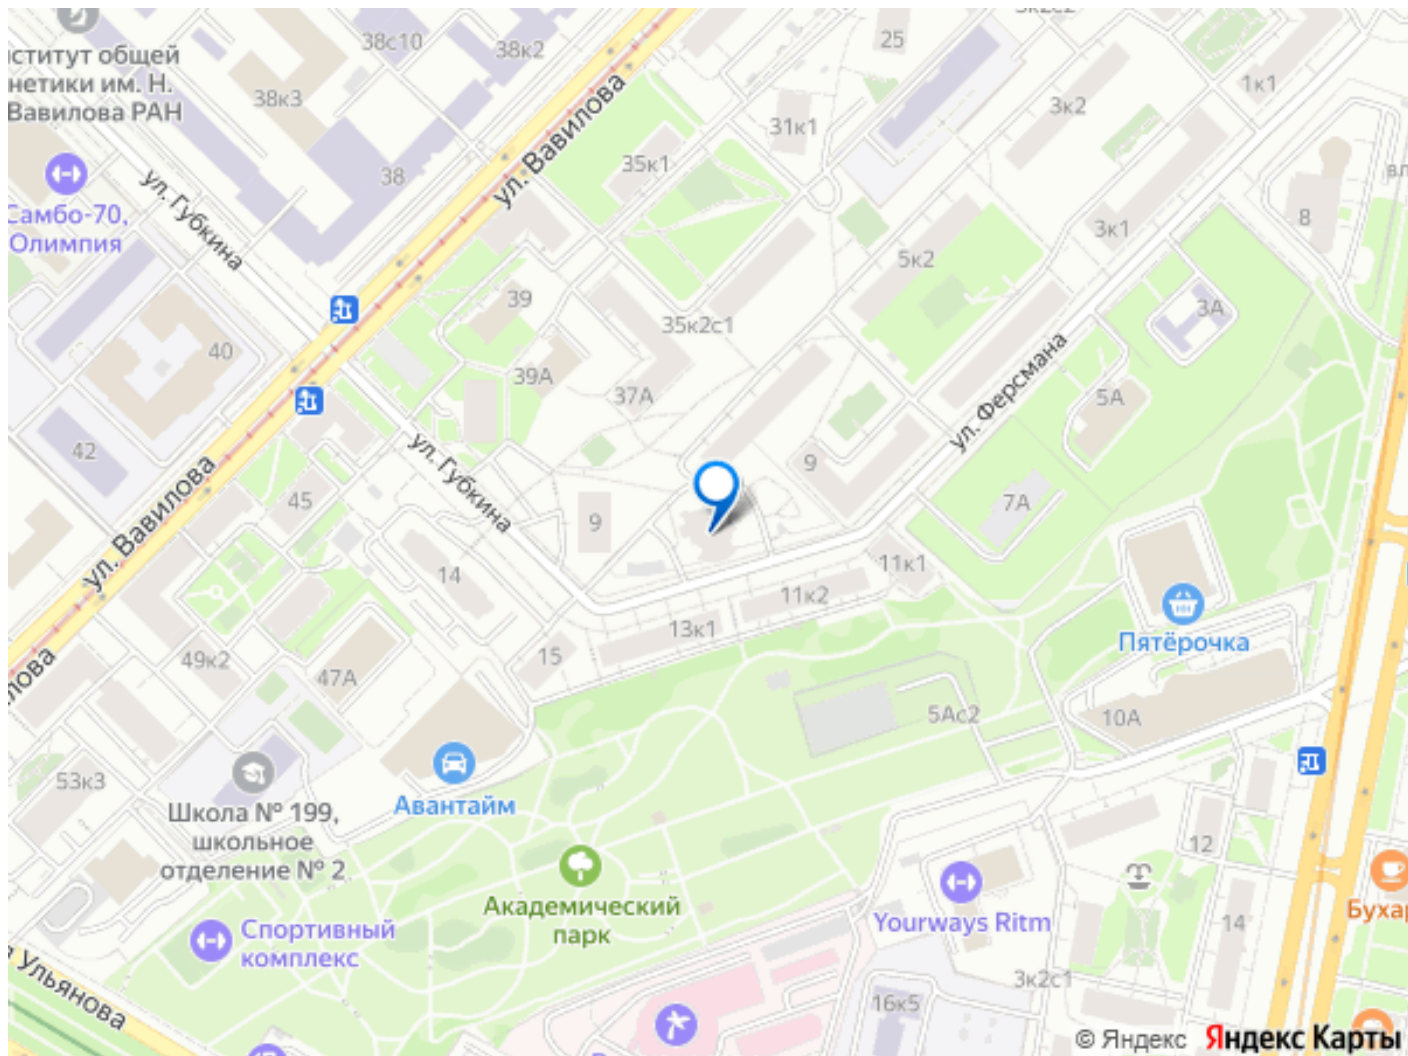 38с10
38к2
25
ститут общей
нетики им. Н.
Вавилова РАН
38к3
1к1
3к2
31к1
ул. Вавилова
35к1
38
ул. Губкина
Самбо-70,
Олимпия
8
3к1
5к2
39
3А
35к2с1
40
39А
37А
5А
ул. Ферсмана
42
ул. Губкина
9
45
7А
9
ул. Вавилова
14
11к1
11к2
13к1
Пятёрочка
15
49к2
47А
5Ас2
10А
53к3
Авантайм
Школа № 199,
школьное
отделение № 2
12
Академический
парк
Yourways Ritm
14
Бухар
Спортивный
комплекс
3к2с1
16к5
Ульянова
© Яндекс Яндекс Карты